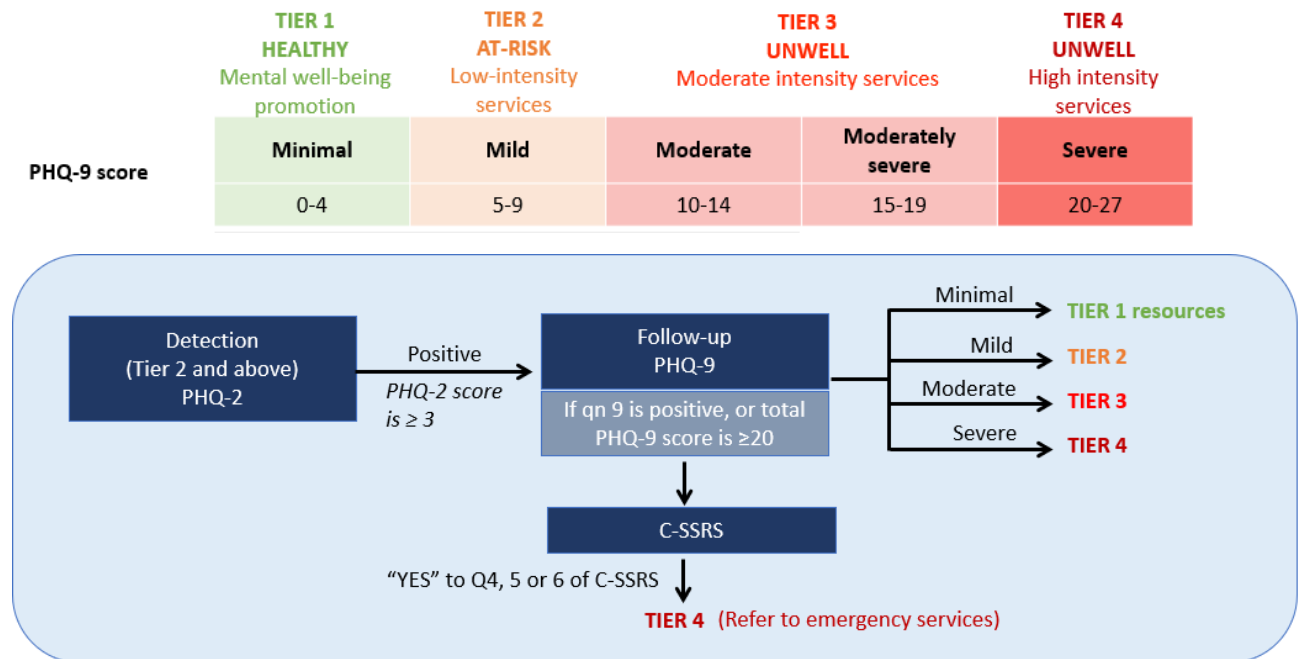 TIER 1
HEALTHY
Mental well-being
promotion
TIER 2
AT-RISK
Low-intensity
services
TIER 3
UNWELL
Moderate intensity services
TIER 4
UNWELL
High intensity
services
PHQ-9 score
Minimal
Mild
Moderate
Moderately
severe
Severe
0-4
5-9
10-14
15-19
20-27
Detection
(Tier 2 and above)
PHQ-2
Positive
PHQ-2 score
is ≥ 3
Follow-up
PHQ-9
If qn 9 is positive, or total
PHQ-9 score is ≥20
Minimal
TIER 1 resources
Mild
TIER 2
Moderate
TIER 3
Severe
TIER 4
C-SSRS
“YES” to Q4, 5 or 6 of C-SSRS
TIER 4 (Refer to emergency services)